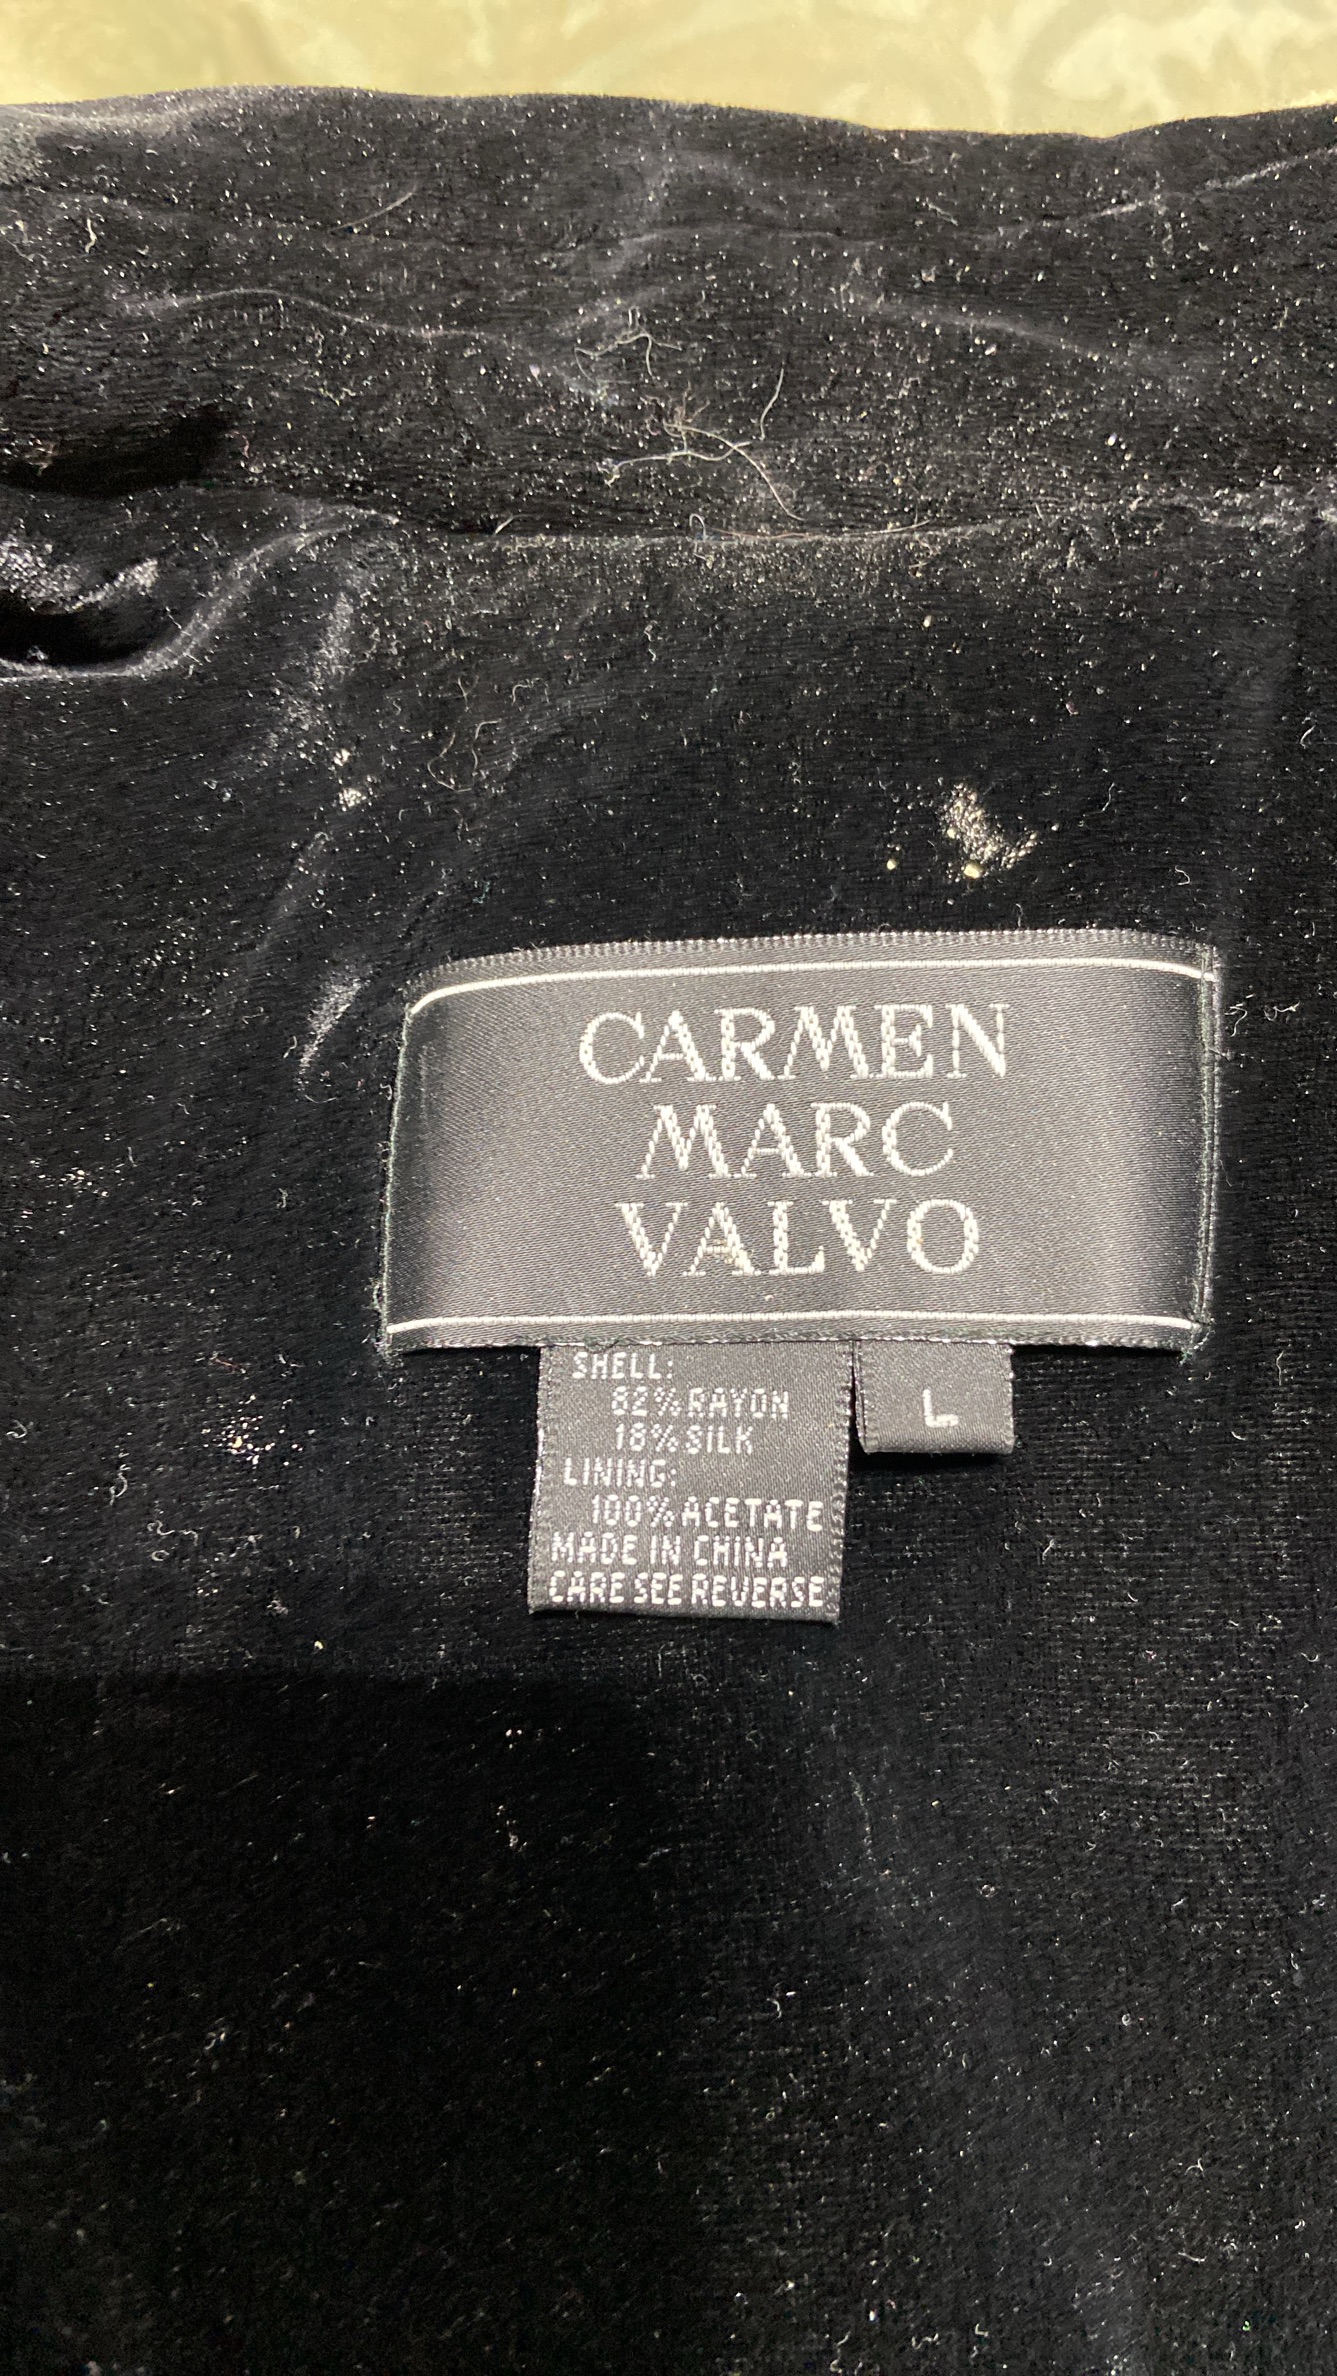 CARMEN
MARC
VALVO
SHELL:
82% RAYON
18% SILK
LINING:
100% ACETATE
MADE IN CHINA
CARE SEE REVERSE
L